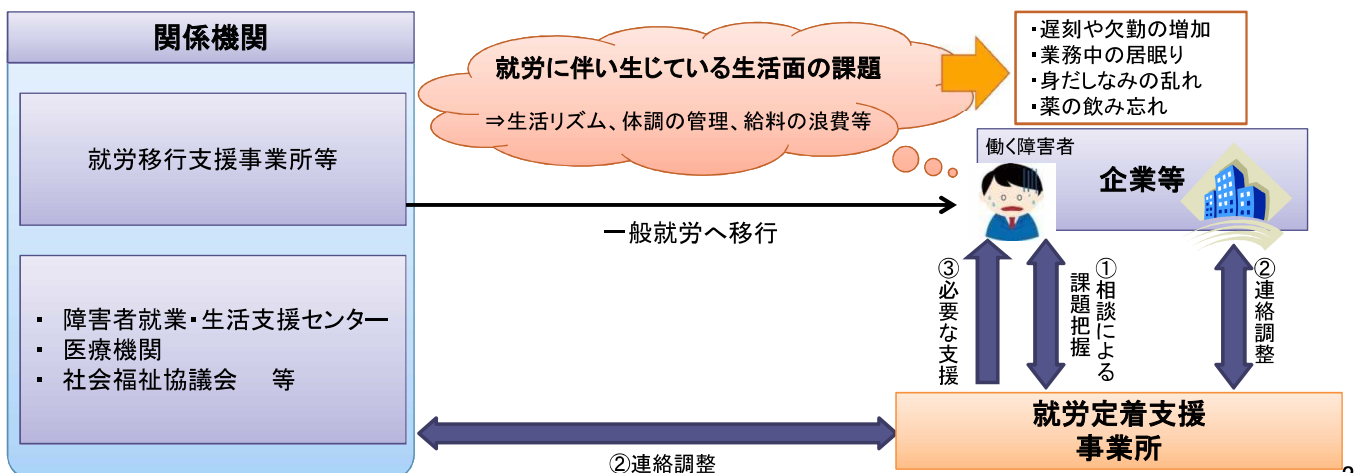 関係機関
就労移行支援事業所等
・ 障害者就業・生活支援センター
・ 医療機関
・ 社会福祉協議会　等
就労に伴い生じている生活面の課題
⇒生活リズム、体調の管理、給料の浪費等
・遅刻や欠勤の増加
・業務中の居眠り
・身だしなみの乱れ
・薬の飲み忘れ
働く障害者
企業等
一般就労へ移行
③必要な支援
①相談による
課題把握
②連絡調整
就労定着支援
事業所
②連絡調整